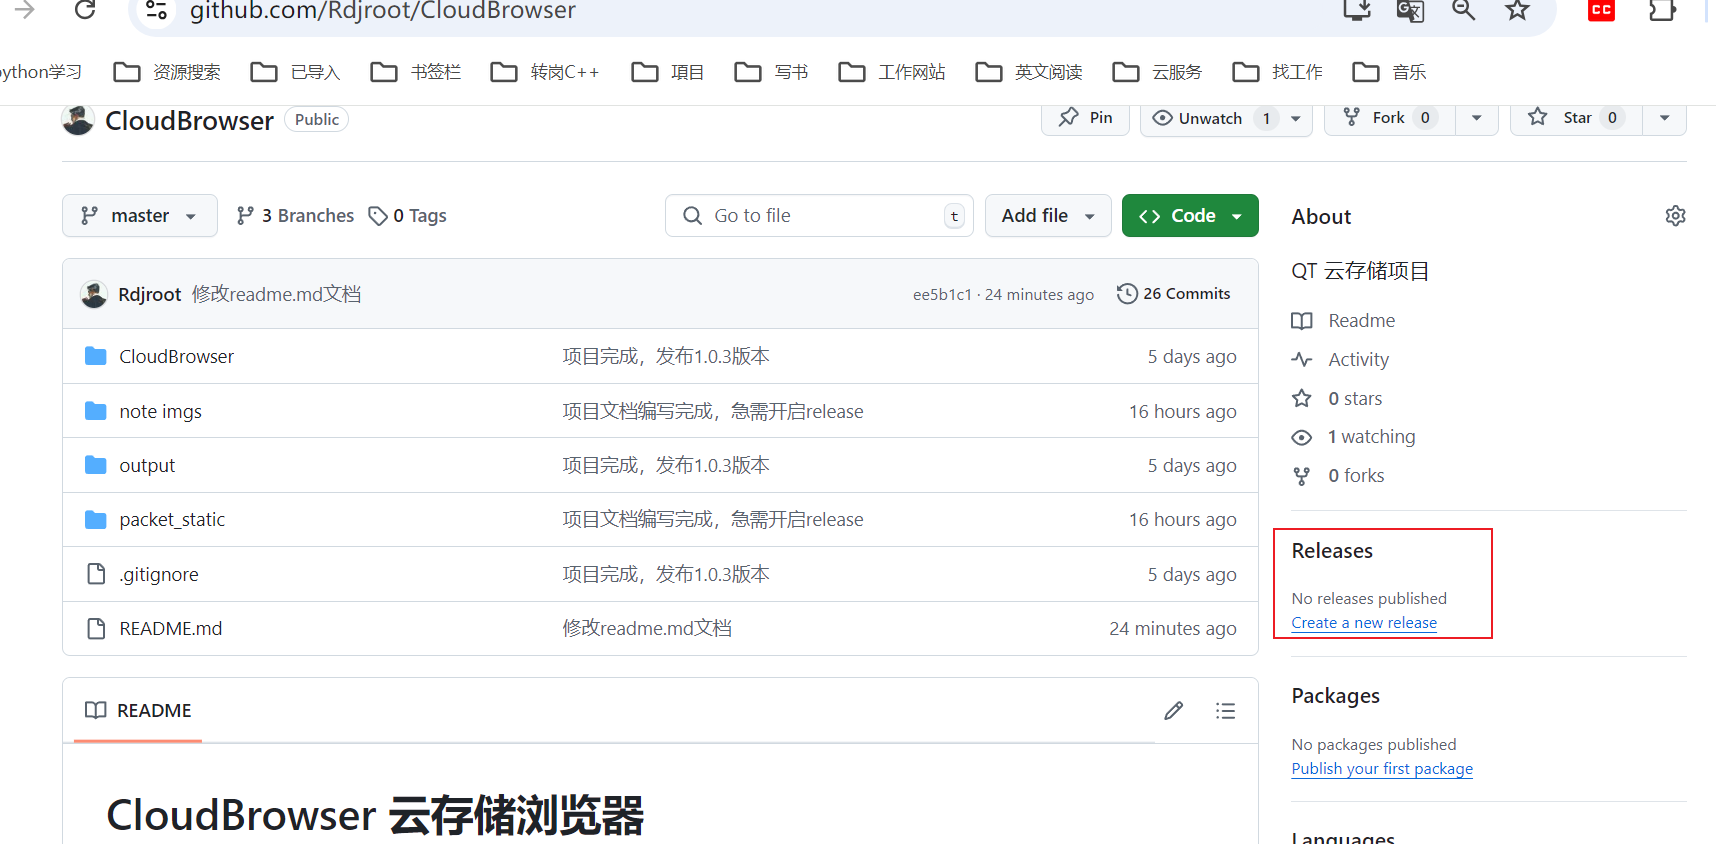 github.com/Rdjroot/CloudBrowser
ython学习 资源搜索 已导入 书签栏 转岗C++ 項目 写书 工作网站 英文阅读 云服务 找工作 音乐
CloudBrowser Public Pin Unwatch 1 Fork 0 Star 0
master 3 Branches 0 Tags Go to file t Add file Code
About
QT 云存储项目
Rdjroot 修改readme.md文档 ee5b1c1 · 24 minutes ago 26 Commits
Readme
CloudBrowser 项目完成，发布1.0.3版本 5 days ago
Activity
0 stars
note imgs 项目文档编写完成，急需开启release 16 hours ago
1 watching
output 项目完成，发布1.0.3版本 5 days ago
0 forks
packet_static 项目文档编写完成，急需开启release 16 hours ago
Releases
.gitignore 项目完成，发布1.0.3版本 5 days ago
No releases published
Create a new release
README.md 修改readme.md文档 24 minutes ago
Packages
README
No packages published
Publish your first package
CloudBrowser 云存储浏览器
Languages